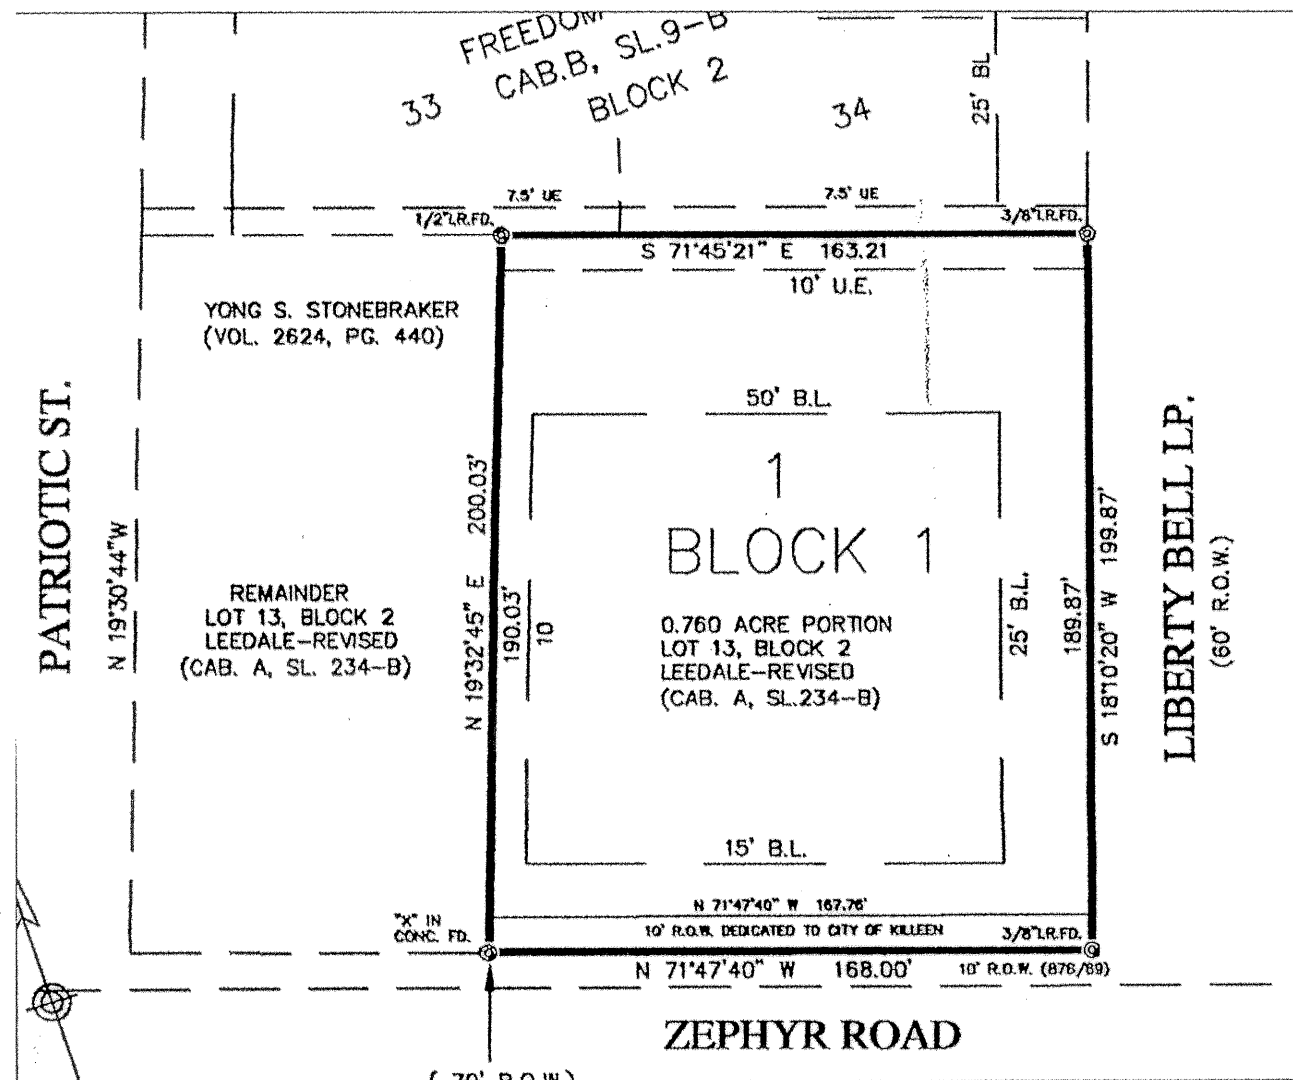 FREEDOM
CAB.B, SL.9-B
BLOCK 2
33
34
25' BL
7.5' UE
7.5' UE
1/2"I.R.FD.
3/8"I.R.FD.
S 71°45'21" E 163.21
10' U.E.
YONG S. STONEBRAKER
(VOL. 2624, PG. 440)
50' B.L.
1
BLOCK 1
0.760 ACRE PORTION
LOT 13, BLOCK 2
LEEDALE-REVISED
(CAB. A, SL.234-B)
PATRIOTIC ST.
N 19°30'44"W
REMAINDER
LOT 13, BLOCK 2
LEEDALE-REVISED
(CAB. A, SL. 234-B)
N 19°32'45" E 200.03'
190.03'
10
25' B.L.
189.87'
S 18°10'20" W 199.87'
LIBERTY BELL LP.
(60' R.O.W.)
15' B.L.
N 71°47'40" W 167.76'
10' R.O.W. DEDICATED TO CITY OF KILLEEN
"X" IN
CONC. FD.
3/8"I.R.FD.
N 71°47'40" W 168.00'
10' R.O.W. (876/89)
ZEPHYR ROAD
( 70' R.O.W.)